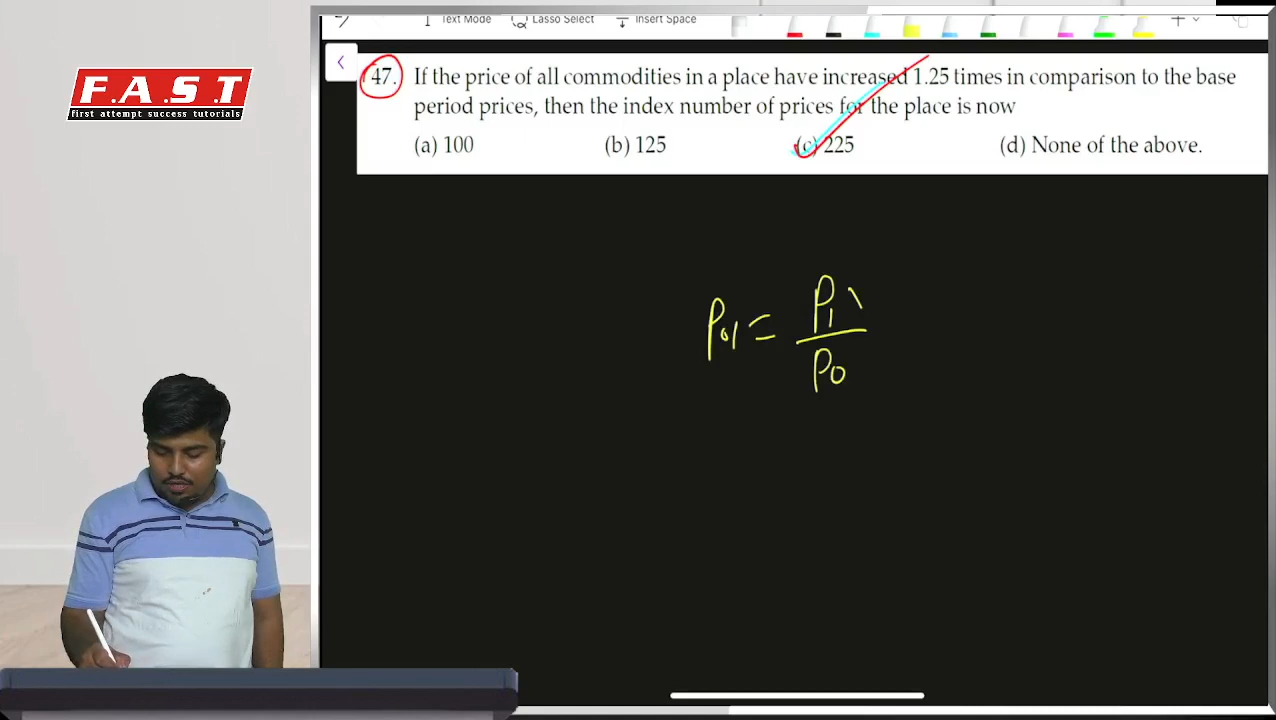 Text Mode Lasso Select Insert Space
F.A.S.T
first attempt success tutorials
47. If the price of all commodities in a place have increased 1.25 times in comparison to the base
period prices, then the index number of prices for the place is now
(a) 100 (b) 125 (c) 225 (d) None of the above.
P01 = P1 \
P0